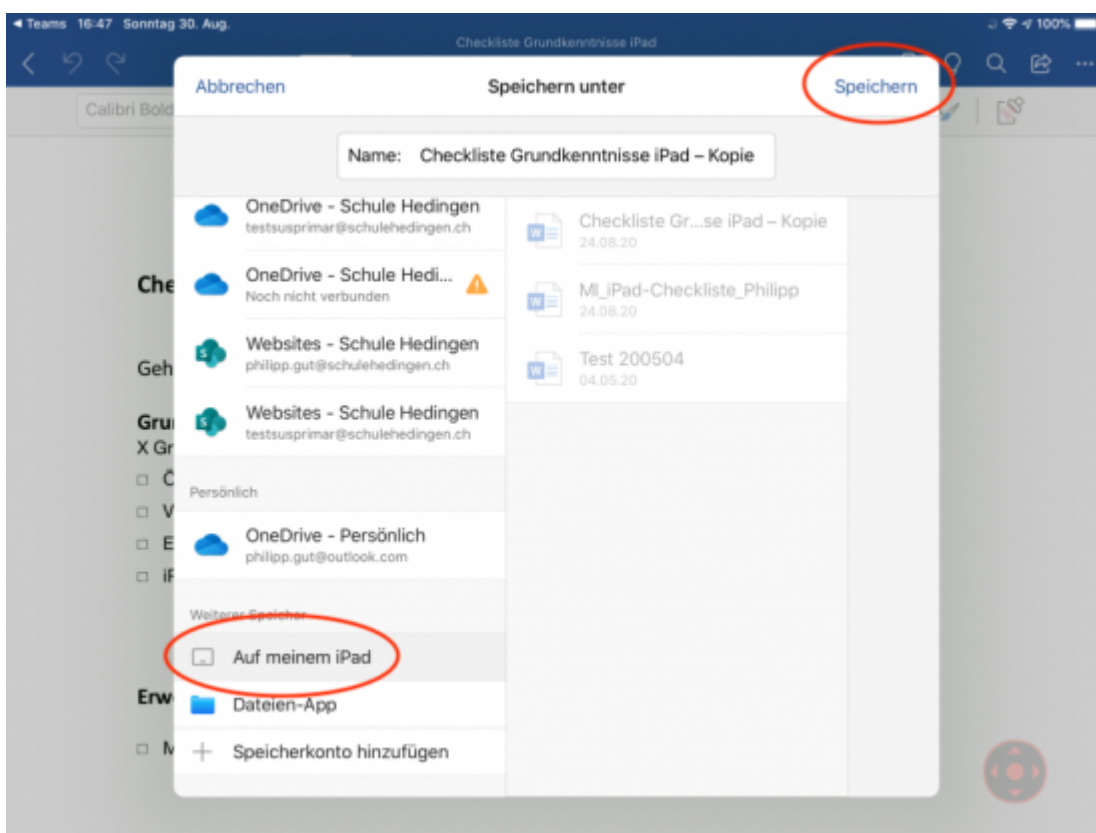 ◀ Teams 16:47 Sonntag 30. Aug.
100%
Checkliste Grundkenntnisse iPad
Calibri Bold
Abbrechen
Speichern unter
Speichern
Name: Checkliste Grundkenntnisse iPad – Kopie
OneDrive - Schule Hedingen
testsusprimar@schulehedingen.ch
OneDrive - Schule Hedi...
Noch nicht verbunden
Websites - Schule Hedingen
philipp.gut@schulehedingen.ch
Websites - Schule Hedingen
testsusprimar@schulehedingen.ch
Persönlich
OneDrive - Persönlich
philipp.gut@outlook.com
Weiterer Speicher
Auf meinem iPad
Dateien-App
Speicherkonto hinzufügen
Checkliste Gr...se iPad – Kopie
24.08.20
MI_iPad-Checkliste_Philipp
24.08.20
Test 200504
04.05.20
Che
Geh
Gru
X Gr
V
E
Erw
M